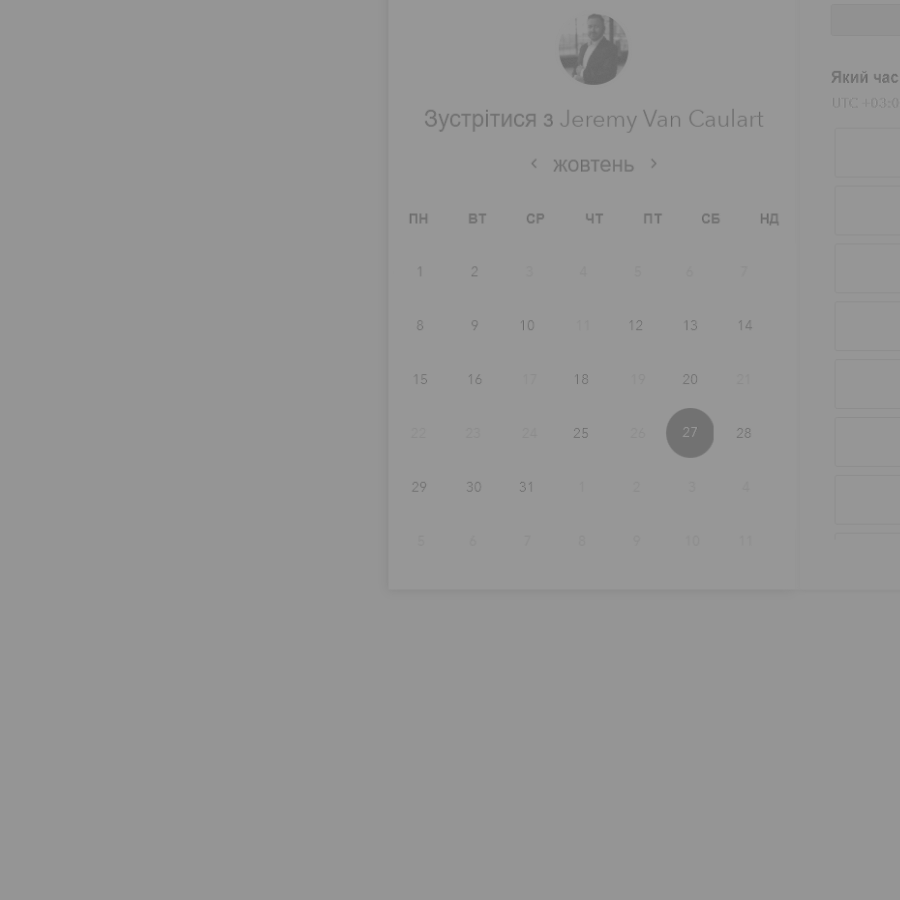 Зустрітися з Jeremy Van Caulart
жовтень
ПН ВТ СР ЧТ ПТ СБ НД
1 2 3 4 5 6 7
8 9 10 11 12 13 14
15 16 17 18 19 20 21
22 23 24 25 26 27 28
29 30 31 1 2 3 4
5 6 7 8 9 10 11
Який час
UTC +03:0